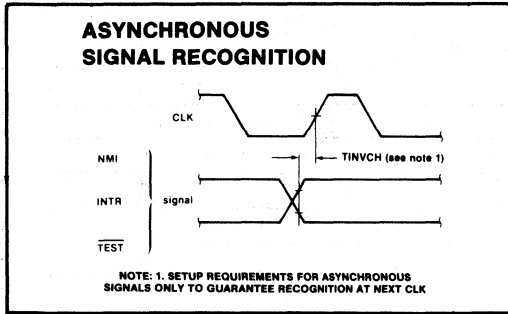 ASYNCHRONOUS
SIGNAL RECOGNITION
CLK
TINVCH (see note 1)
NMI
INTR
signal
TEST
NOTE: 1. SETUP REQUIREMENTS FOR ASYNCHRONOUS
SIGNALS ONLY TO GUARANTEE RECOGNITION AT NEXT CLK